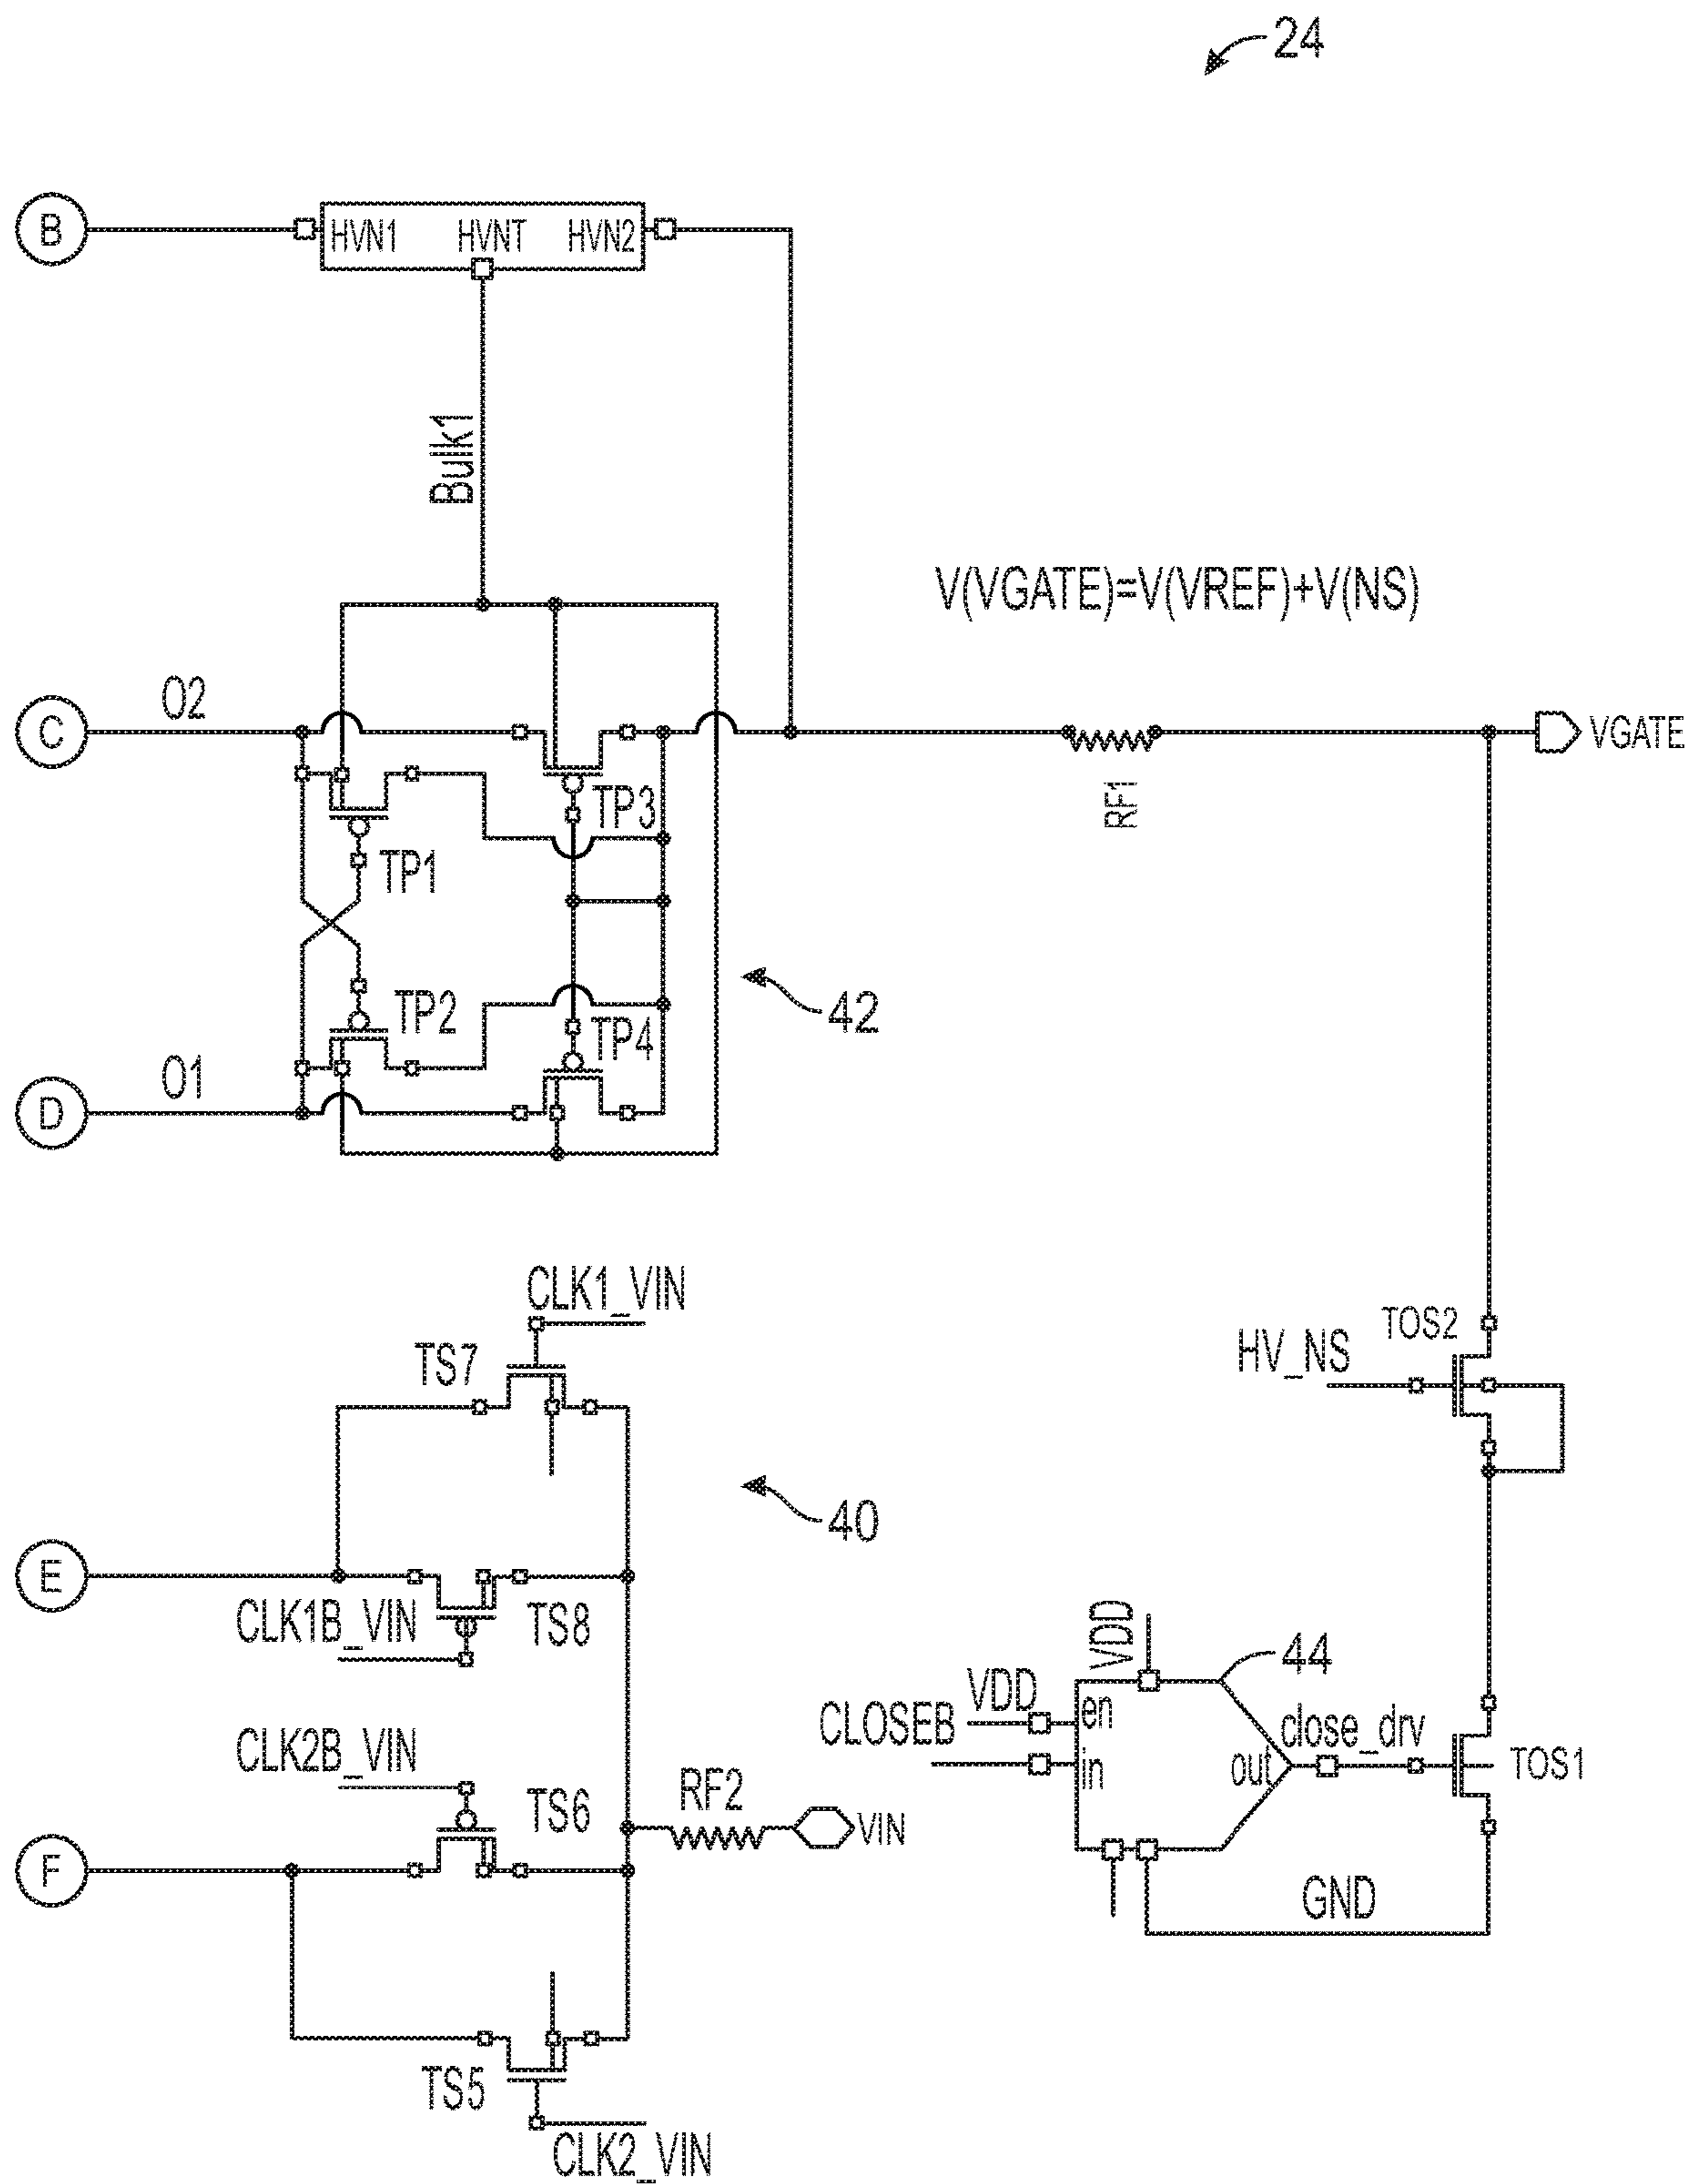 24
B
HVN1 HVNT HVN2
Bulk1
V(VGATE)=V(VREF)+V(NS)
C
O2
VGATE
RF1
TP3
TP1
TP2
TP4
42
D
O1
CLK1_VIN
TS7
TOS2
HV_NS
40
E
CLK1B_VIN
TS8
VDD
44
VDD
en
CLOSEB
in
close_drv
out
TOS1
CLK2B_VIN
TS6
RF2
VIN
F
GND
TS5
CLK2_VIN